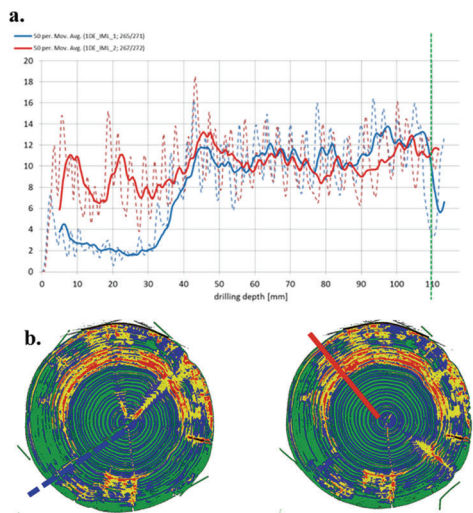 a.
50 per. Mov. Avg. (10E_IML_1; 265/271)
50 per. Mov. Avg. (10E_IML_2; 267/272)
20
18
16
14
12
10
8
6
4
2
0
0 10 20 30 40 50 60 70 80 90 100 110
drilling depth [mm]
b.